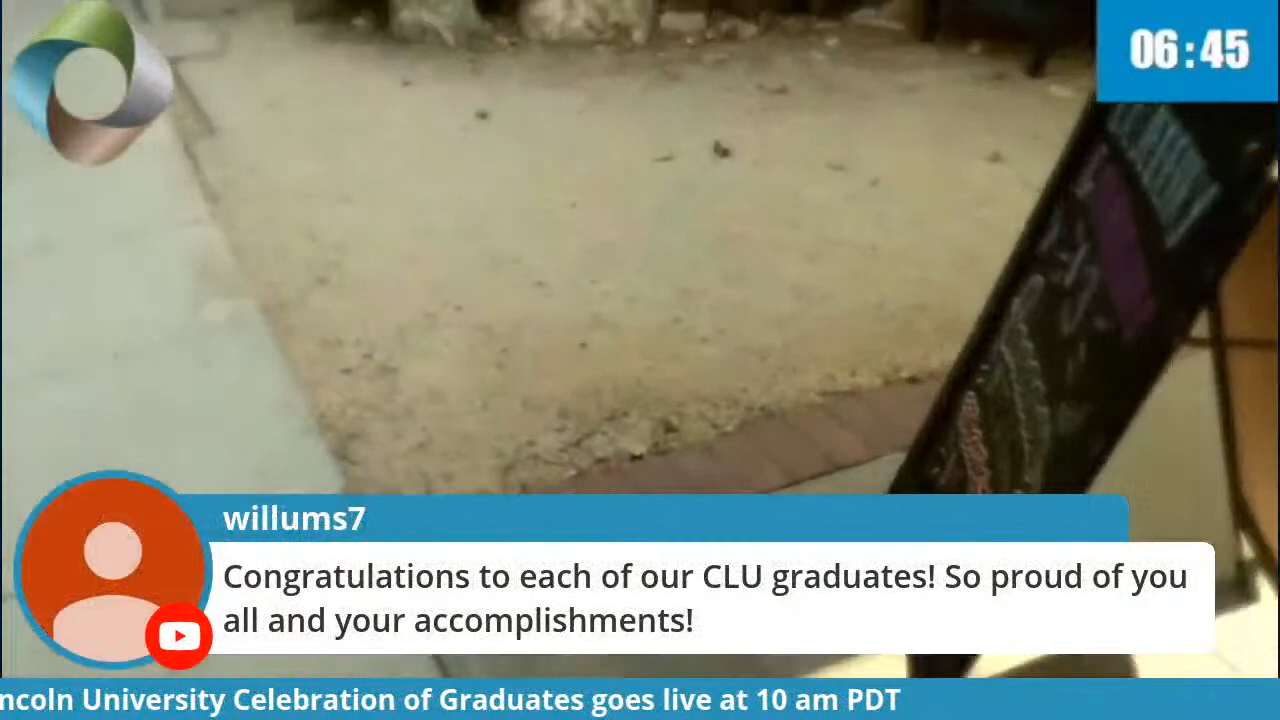 06:45
willums7
Congratulations to each of our CLU graduates! So proud of you
all and your accomplishments!
ncoln University Celebration of Graduates goes live at 10 am PDT